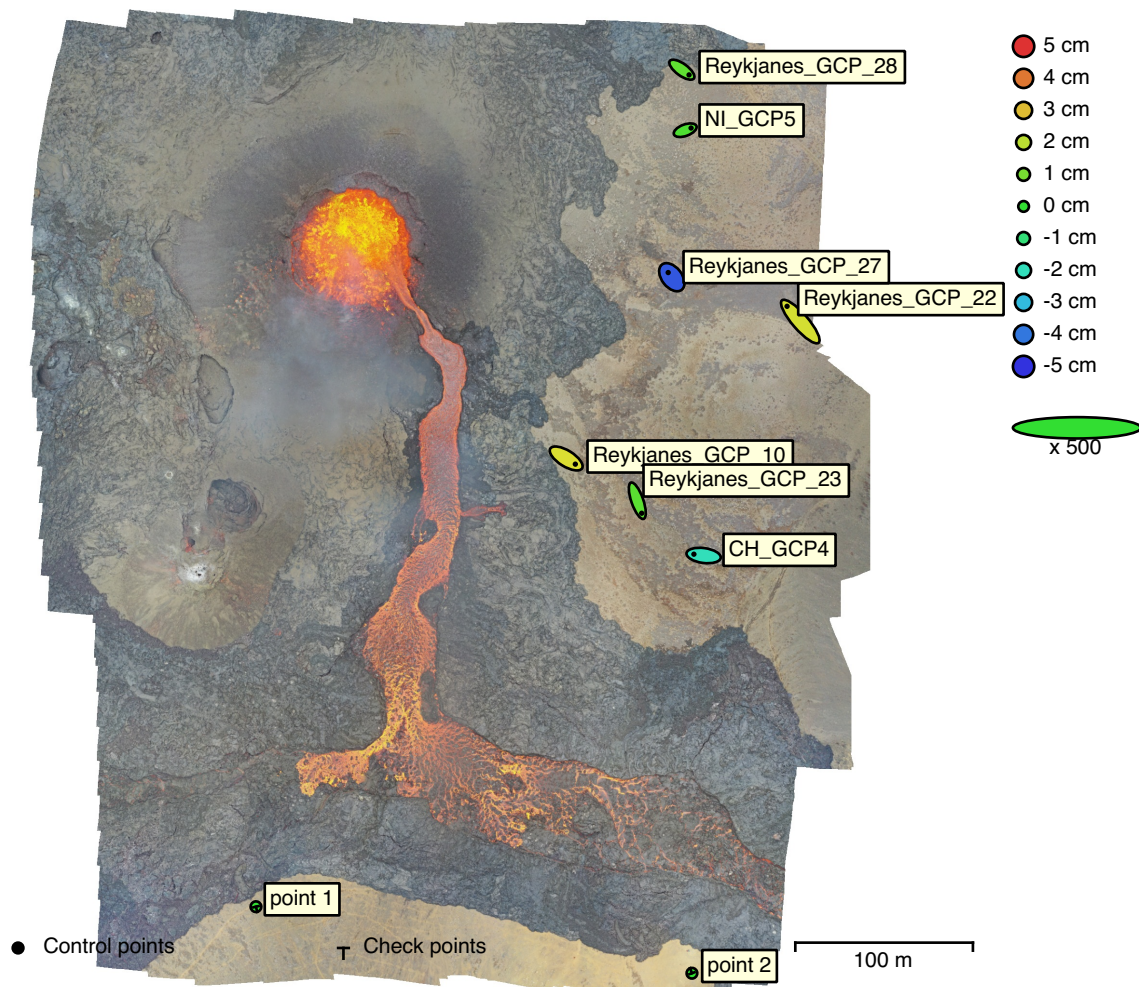 Reykjanes_GCP_28
NI_GCP5
Reykjanes_GCP_27
Reykjanes_GCP_22
Reykjanes_GCP_10
Reykjanes_GCP_23
CH_GCP4
point 1
point 2
Control points
Check points
100 m
5 cm
4 cm
3 cm
2 cm
1 cm
0 cm
-1 cm
-2 cm
-3 cm
-4 cm
-5 cm
x 500